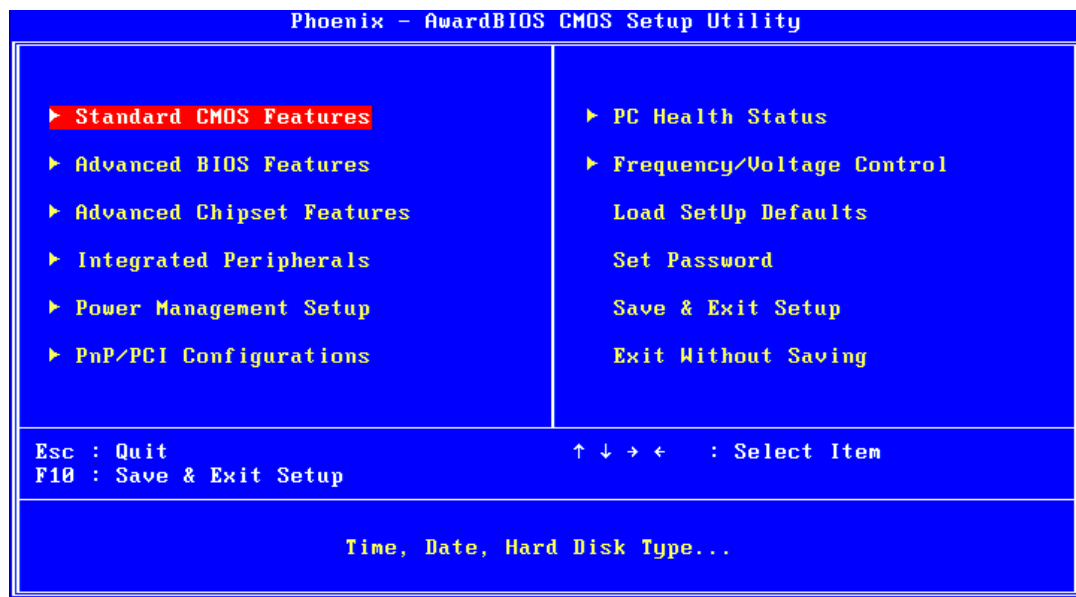 Phoenix - AwardBIOS CMOS Setup Utility
▶ Standard CMOS Features
▶ Advanced BIOS Features
▶ Advanced Chipset Features
▶ Integrated Peripherals
▶ Power Management Setup
▶ PnP/PCI Configurations
▶ PC Health Status
▶ Frequency/Voltage Control
Load SetUp Defaults
Set Password
Save & Exit Setup
Exit Without Saving
Esc : Quit
F10 : Save & Exit Setup
↑ ↓ → ← : Select Item
Time, Date, Hard Disk Type...